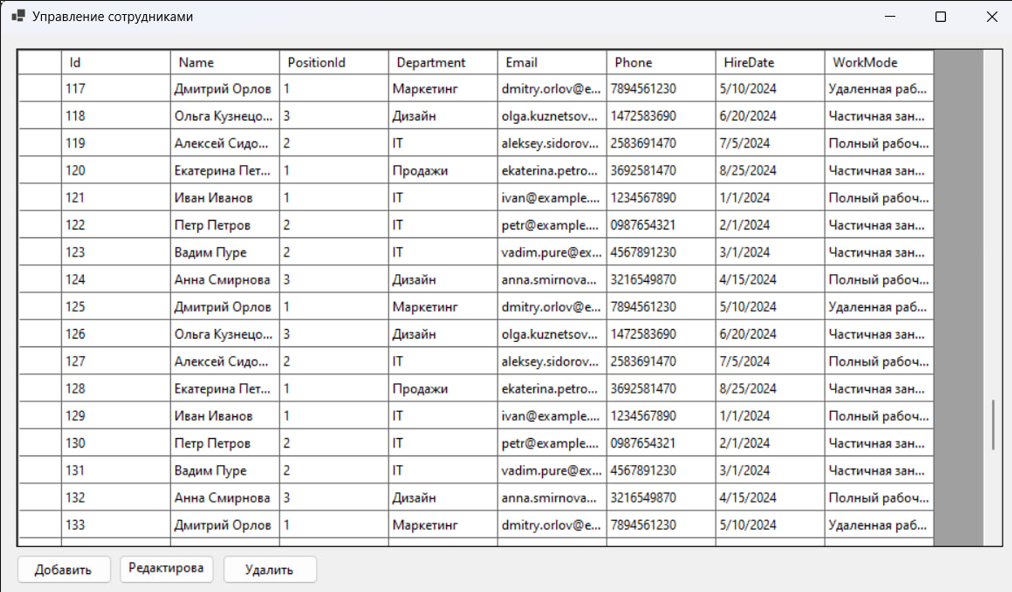 Управление сотрудниками
Id Name PositionId Department Email Phone HireDate WorkMode
117 Дмитрий Орлов 1 Маркетинг dmitry.orlov@e... 7894561230 5/10/2024 Удаленная раб...
118 Ольга Кузнецо... 3 Дизайн olga.kuznetsov... 1472583690 6/20/2024 Частичная зан...
119 Алексей Сидо... 2 IT aleksey.sidorov... 2583691470 7/5/2024 Полный рабоч...
120 Екатерина Пет... 1 Продажи ekaterina.petro... 3692581470 8/25/2024 Частичная зан...
121 Иван Иванов 1 IT ivan@example.... 1234567890 1/1/2024 Полный рабоч...
122 Петр Петров 2 IT petr@example.... 0987654321 2/1/2024 Частичная зан...
123 Вадим Пуре 2 IT vadim.pure@ex... 4567891230 3/1/2024 Частичная зан...
124 Анна Смирнова 3 Дизайн anna.smirnova... 3216549870 4/15/2024 Полный рабоч...
125 Дмитрий Орлов 1 Маркетинг dmitry.orlov@e... 7894561230 5/10/2024 Удаленная раб...
126 Ольга Кузнецо... 3 Дизайн olga.kuznetsov... 1472583690 6/20/2024 Частичная зан...
127 Алексей Сидо... 2 IT aleksey.sidorov... 2583691470 7/5/2024 Полный рабоч...
128 Екатерина Пет... 1 Продажи ekaterina.petro... 3692581470 8/25/2024 Частичная зан...
129 Иван Иванов 1 IT ivan@example.... 1234567890 1/1/2024 Полный рабоч...
130 Петр Петров 2 IT petr@example.... 0987654321 2/1/2024 Частичная зан...
131 Вадим Пуре 2 IT vadim.pure@ex... 4567891230 3/1/2024 Частичная зан...
132 Анна Смирнова 3 Дизайн anna.smirnova... 3216549870 4/15/2024 Полный рабоч...
133 Дмитрий Орлов 1 Маркетинг dmitry.orlov@e... 7894561230 5/10/2024 Удаленная раб...
Добавить Редактирова Удалить